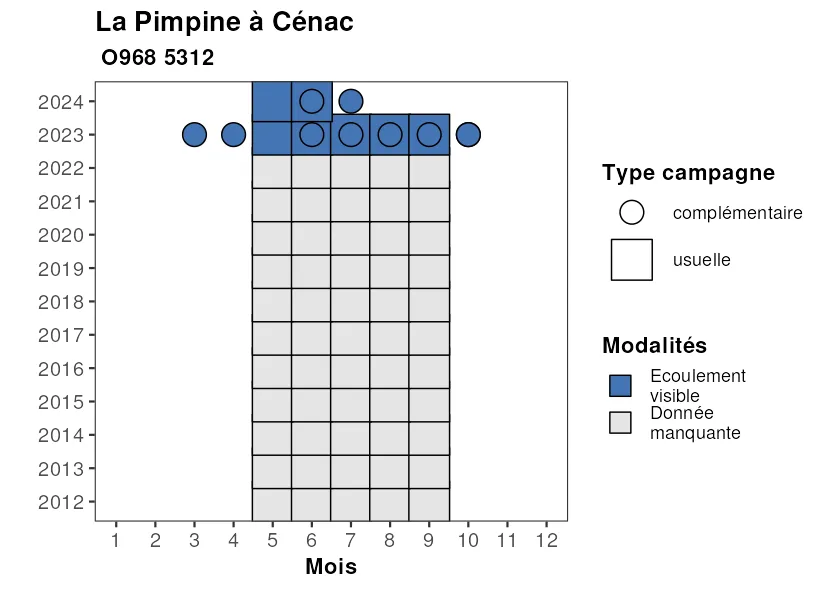 La Pimpine à Cénac
O968 5312
2024
2023
2022
2021
2020
2019
2018
2017
2016
2015
2014
2013
2012
1 2 3 4 5 6 7 8 9 10 11 12
Mois
Type campagne
complémentaire
usuelle
Modalités
Ecoulement
visible
Donnée
manquante